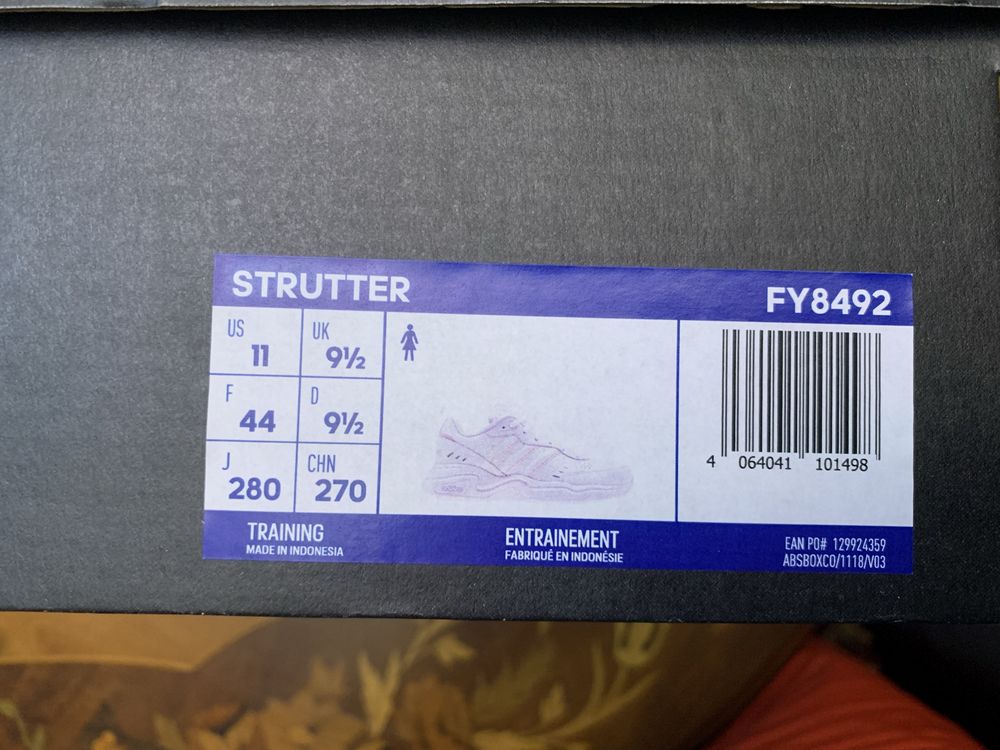 STRUTTER
FY8492
US
11
UK
9½
F
44
D
9½
J
280
CHN
270
4 064041 101498
TRAINING
MADE IN INDONESIA
ENTRAINEMENT
FABRIQUÉ EN INDONÉSIE
EAN PO# 129924359
ABSBOXCO/1118/V03